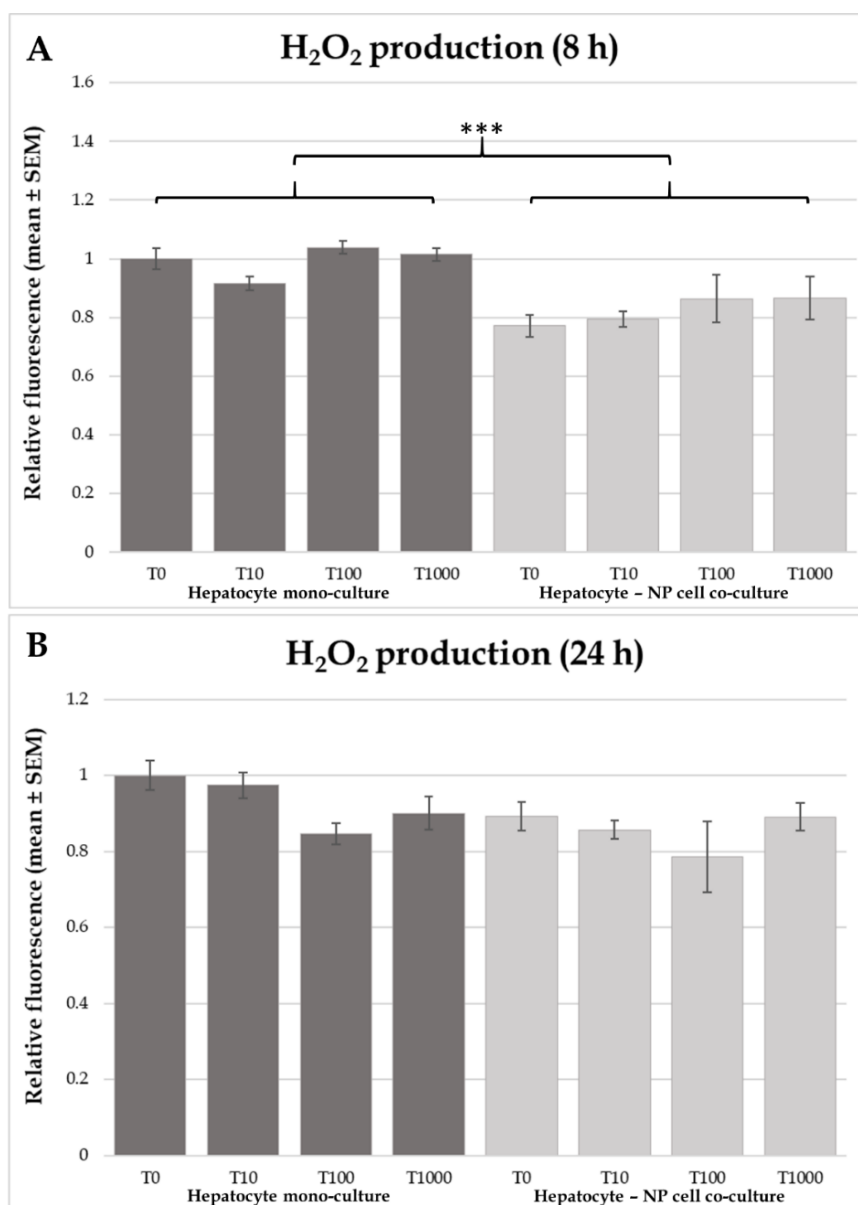 A
H₂O₂ production (8 h)
Relative fluorescence (mean ± SEM)
1.6
1.4
1.2
1
0.8
0.6
0.4
0.2
0
***
T0 T10 T100 T1000 T0 T10 T100 T1000
Hepatocyte mono-culture Hepatocyte – NP cell co-culture
B
H₂O₂ production (24 h)
Relative fluorescence (mean ± SEM)
1.2
1
0.8
0.6
0.4
0.2
0
T0 T10 T100 T1000 T0 T10 T100 T1000
Hepatocyte mono-culture Hepatocyte – NP cell co-culture